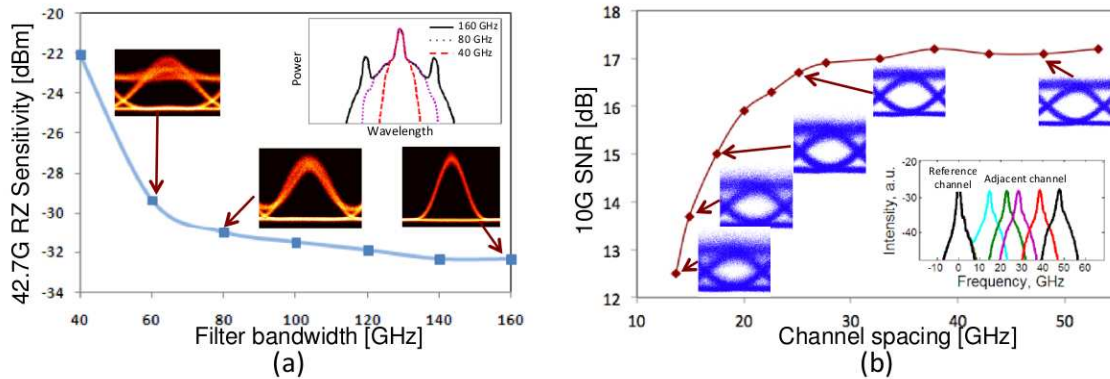 -20
-22
-24
-26
-28
-30
-32
-34
42.7G RZ Sensitivity [dBm]
40 60 80 100 120 140 160
Filter bandwidth [GHz]
(a)
Power
Wavelength
160 GHz
80 GHz
40 GHz
18
17
16
15
14
13
12
10G SNR [dB]
10 20 30 40 50
Channel spacing [GHz]
(b)
Intensity, a.u.
-20
-30
-40
Reference
channel
Adjacent channel
-10 0 10 20 30 40 50 60
Frequency, GHz